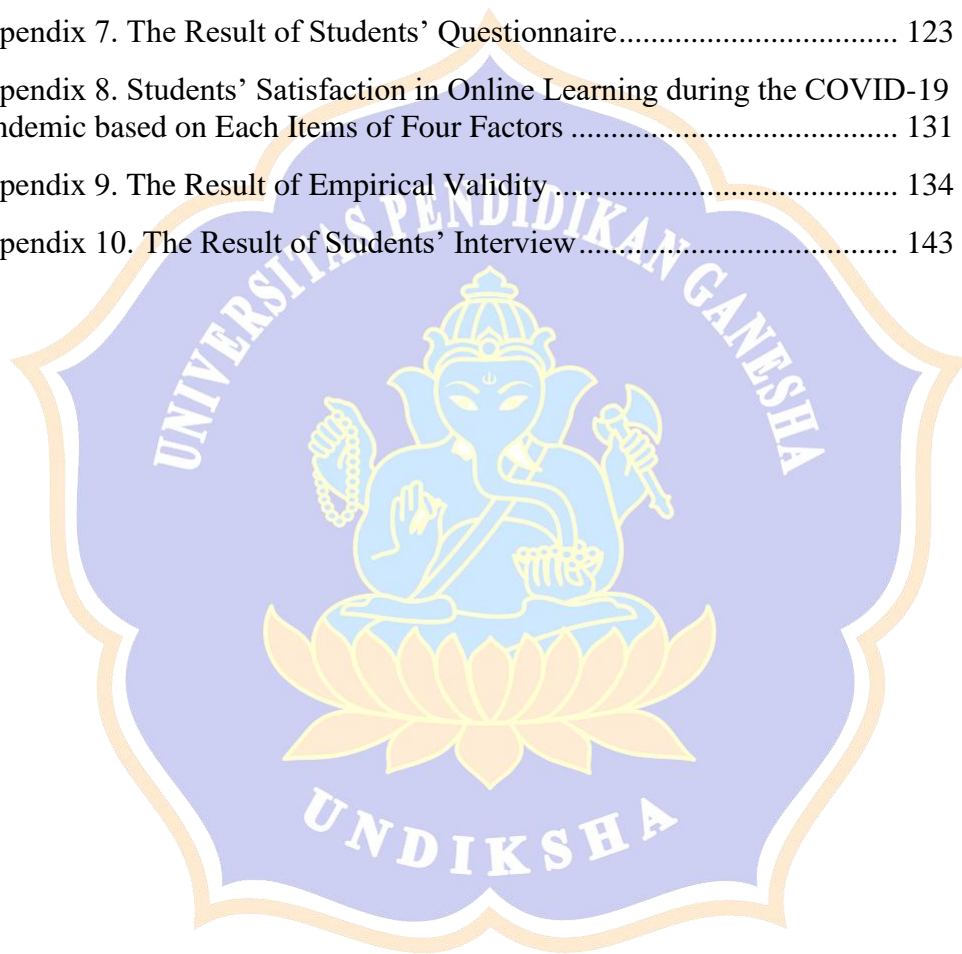 pendix 7. The Result of Students’ Questionnaire.................................. 123
pendix 8. Students’ Satisfaction in Online Learning during the COVID-19
ndemic based on Each Items of Four Factors ........................................ 131
pendix 9. The Result of Empirical Validity .......................................... 134
pendix 10. The Result of Students’ Interview....................................... 143
UNIVERSITAS PENDIDIKAN GANESHA
UNDIKSHA